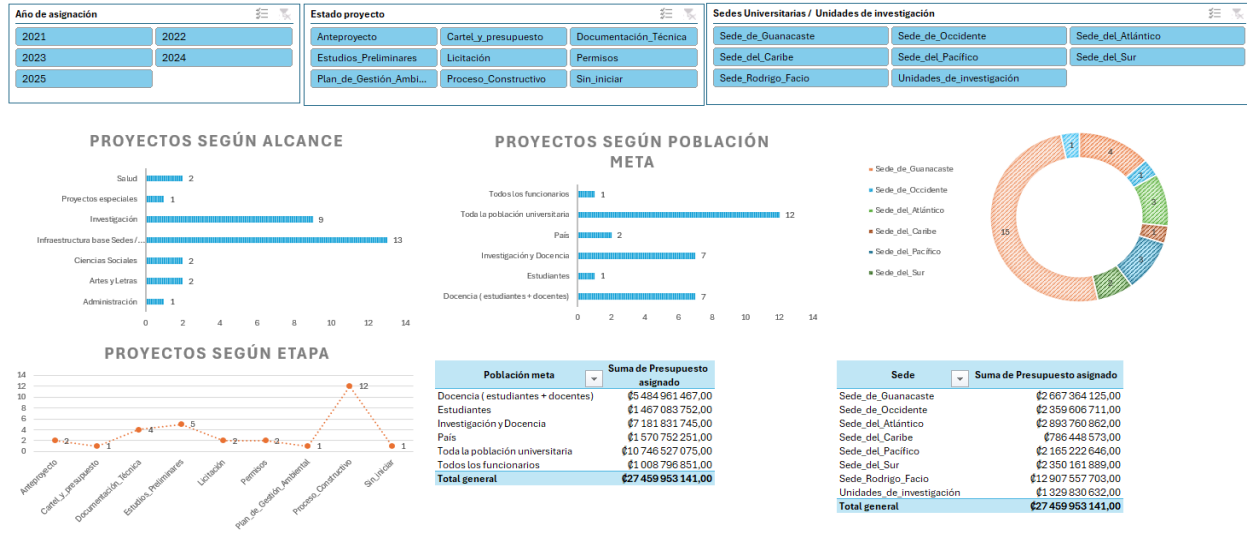 Año de asignación
2021
2022
2023
2024
2025
Estado proyecto
Anteproyecto
Cartel_y_presupuesto
Documentación_Técnica
Estudios_Preliminares
Licitación
Permisos
Plan_de_Gestión_Ambi...
Proceso_Constructivo
Sin_iniciar
Sedes Universitarias / Unidades de investigación
Sede_de_Guanacaste
Sede_de_Occidente
Sede_del_Atlántico
Sede_del_Caribe
Sede_del_Pacífico
Sede_del_Sur
Sede_Rodrigo_Facio
Unidades_de_investigación
PROYECTOS SEGÚN ALCANCE
Salud 2
Proyectos especiales 1
Investigación 9
Infraestructura base Sedes /... 13
Ciencias Sociales 2
Artes y Letras 2
Administración 1
0 2 4 6 8 10 12 14
PROYECTOS SEGÚN POBLACIÓN
META
Todos los funcionarios 1
Toda la población universitaria 12
País 2
Investigación y Docencia 7
Estudiantes 1
Docencia ( estudiantes + docentes) 7
0 2 4 6 8 10 12 14
Sede_de_Guanacaste
Sede_de_Occidente
Sede_del_Atlántico
Sede_del_Caribe
Sede_del_Pacífico
Sede_del_Sur
4
1
3
1
3
2
15
1
PROYECTOS SEGÚN ETAPA
14
12
10
8
6
4
2
0
2
1
4
5
2
2
1
12
1
Anteproyecto
Cartel_y_presupuesto
Documentación_Técnica
Estudios_Preliminares
Licitación
Permisos
Plan_de_Gestión_Ambiental
Proceso_Constructivo
Sin_iniciar
Población meta Suma de Presupuesto
asignado
Docencia ( estudiantes + docentes) ₡5 484 961 467,00
Estudiantes ₡1 467 083 752,00
Investigación y Docencia ₡7 181 831 745,00
País ₡1 570 752 251,00
Toda la población universitaria ₡10 746 527 075,00
Todos los funcionarios ₡1 008 796 851,00
Total general ₡27 459 953 141,00
Sede Suma de Presupuesto asignado
Sede_de_Guanacaste ₡2 667 364 125,00
Sede_de_Occidente ₡2 359 606 711,00
Sede_del_Atlántico ₡2 893 760 862,00
Sede_del_Caribe ₡786 448 573,00
Sede_del_Pacífico ₡2 165 222 646,00
Sede_del_Sur ₡2 350 161 889,00
Sede_Rodrigo_Facio ₡12 907 557 703,00
Unidades_de_investigación ₡1 329 830 632,00
Total general ₡27 459 953 141,00